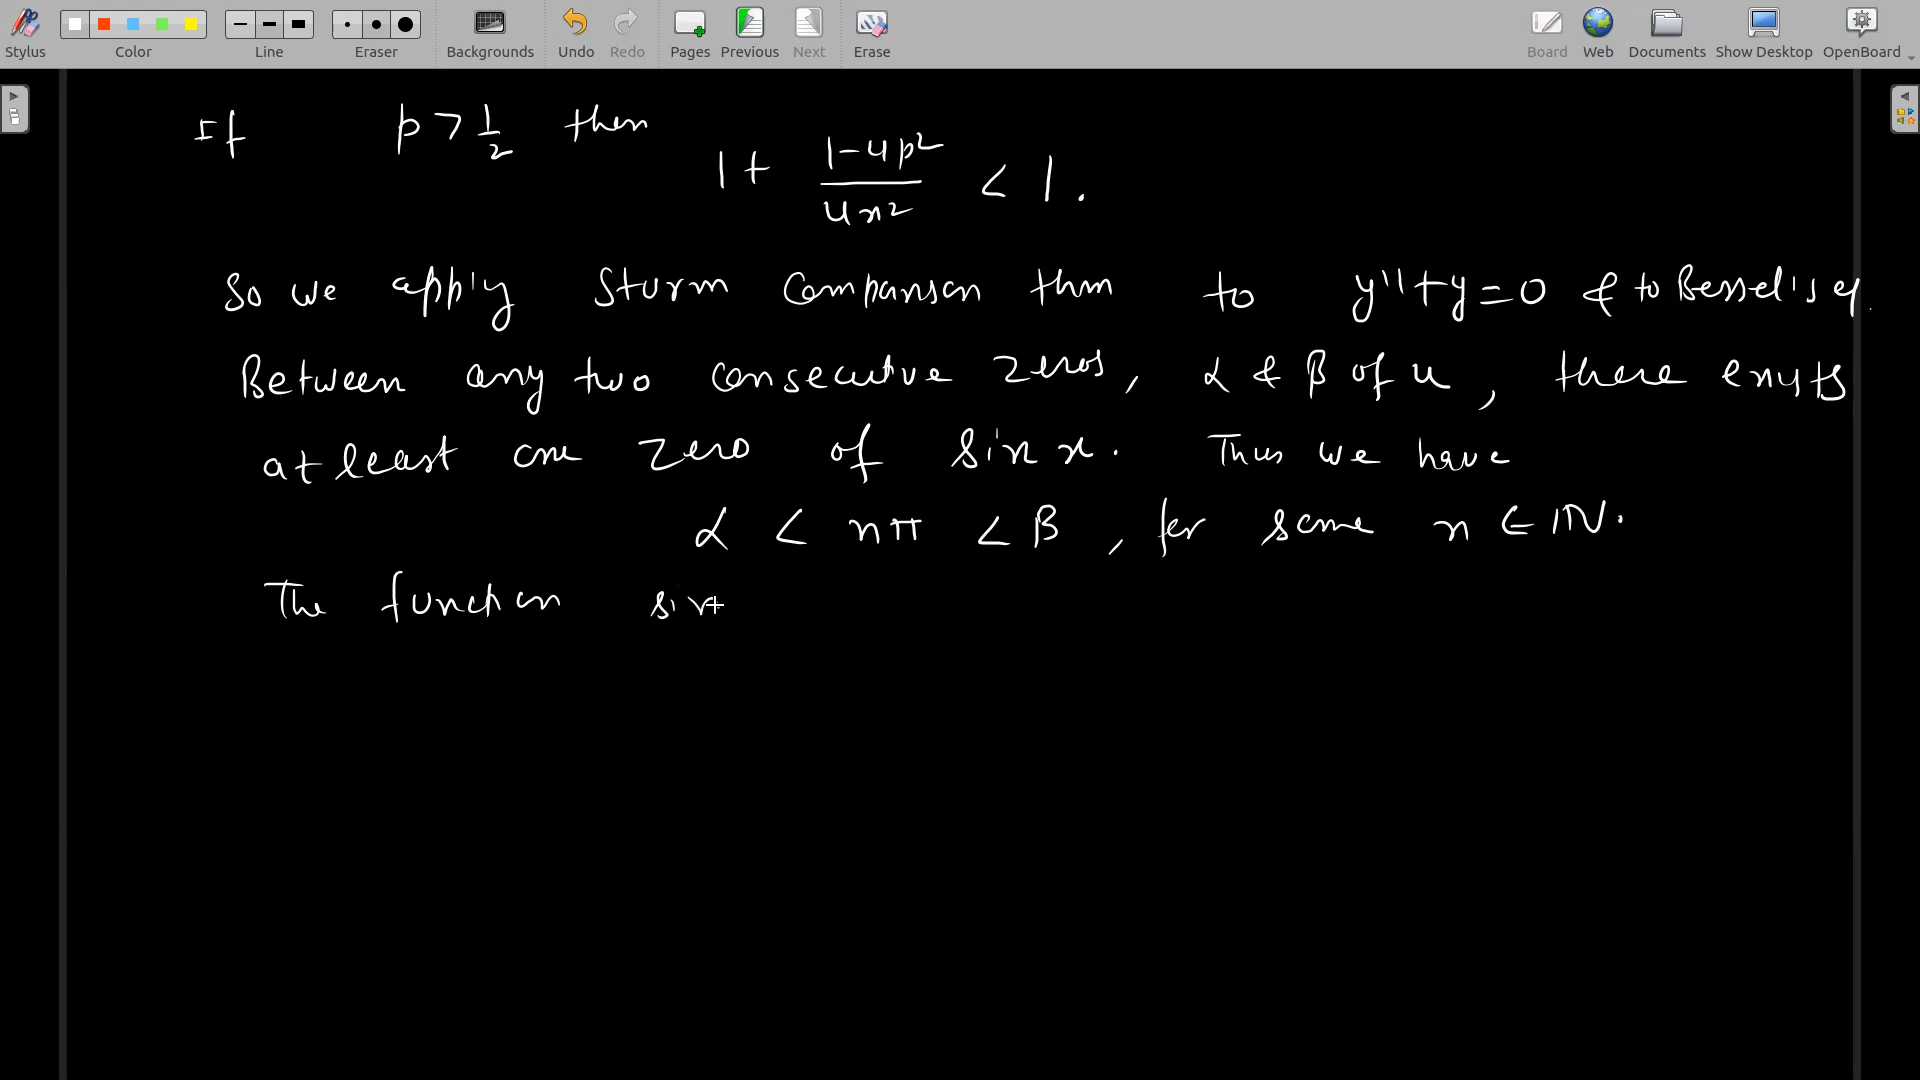 Stylus Color Line Eraser Backgrounds Undo Redo Pages Previous Next Erase Board Web Documents Show Desktop OpenBoard
If p > 1/2 then
1 + (1-4p²)/(4x²) < 1.
So we apply Sturm Comparison thm to y''+y=0 & to Bessel's eq.
Between any two consecutive zeros, α & β of u, there exists
at least one zero of sin x. Thus we have
α < nπ < β, for some n ∈ ℕ.
The function sin